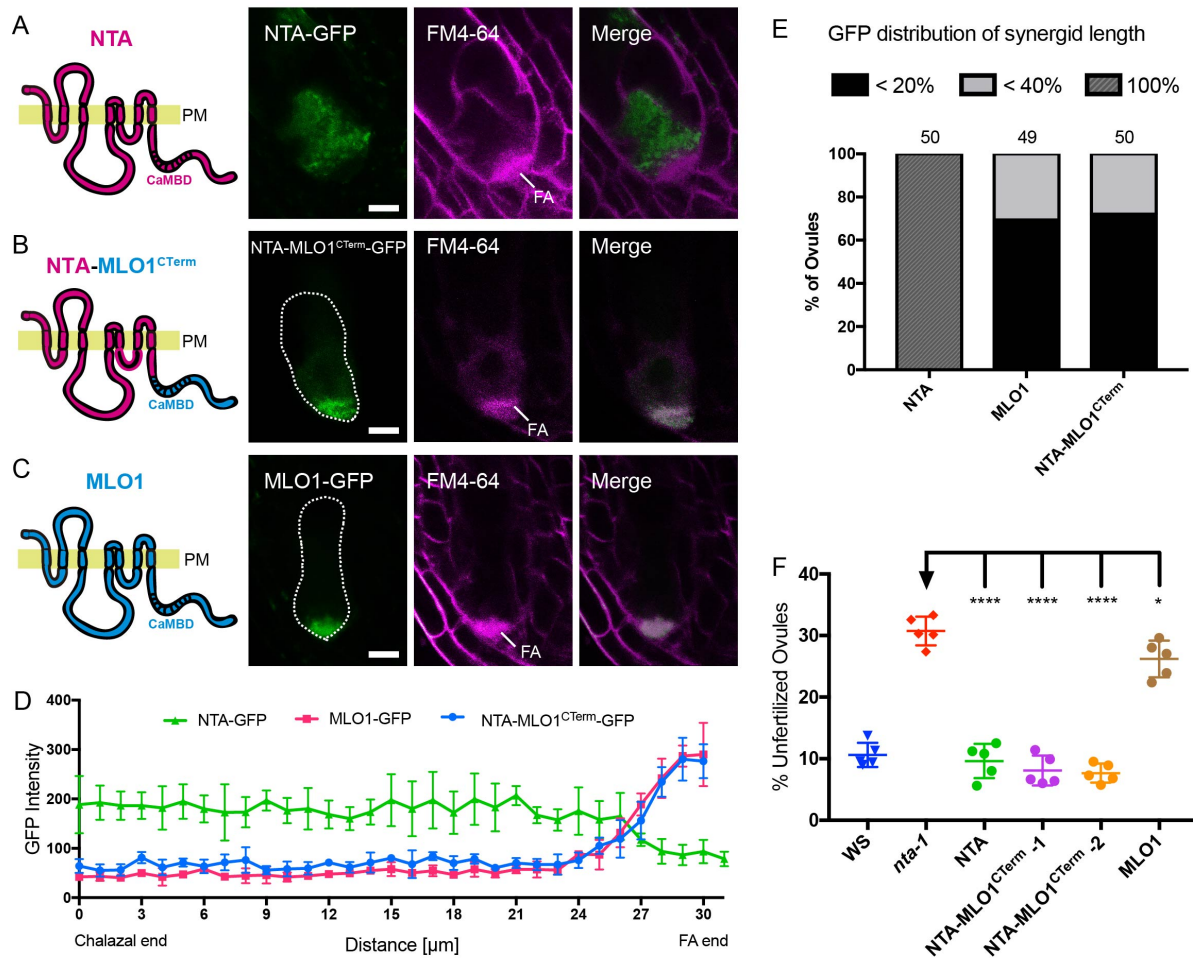 A
NTA
PM
CaMBD
NTA-GFP
FM4-64
FA
Merge
B
NTA-MLO1CTerm
PM
CaMBD
NTA-MLO1CTerm-GFP
FM4-64
FA
Merge
C
MLO1
PM
CaMBD
MLO1-GFP
FM4-64
FA
Merge
D
NTA-GFP MLO1-GFP NTA-MLO1CTerm-GFP
GFP Intensity
400
300
200
100
0
0 3 6 9 12 15 18 21 24 27 30
Chalazal end Distance [µm] FA end
E GFP distribution of synergid length
< 20% < 40% 100%
50 49 50
% of Ovules
100
80
60
40
20
0
NTA MLO1 NTA-MLO1CTerm
F
% Unfertilized Ovules
40
30
20
10
0
**** **** **** *
WS nta-1 NTA NTA-MLO1CTerm -1 NTA-MLO1CTerm -2 MLO1